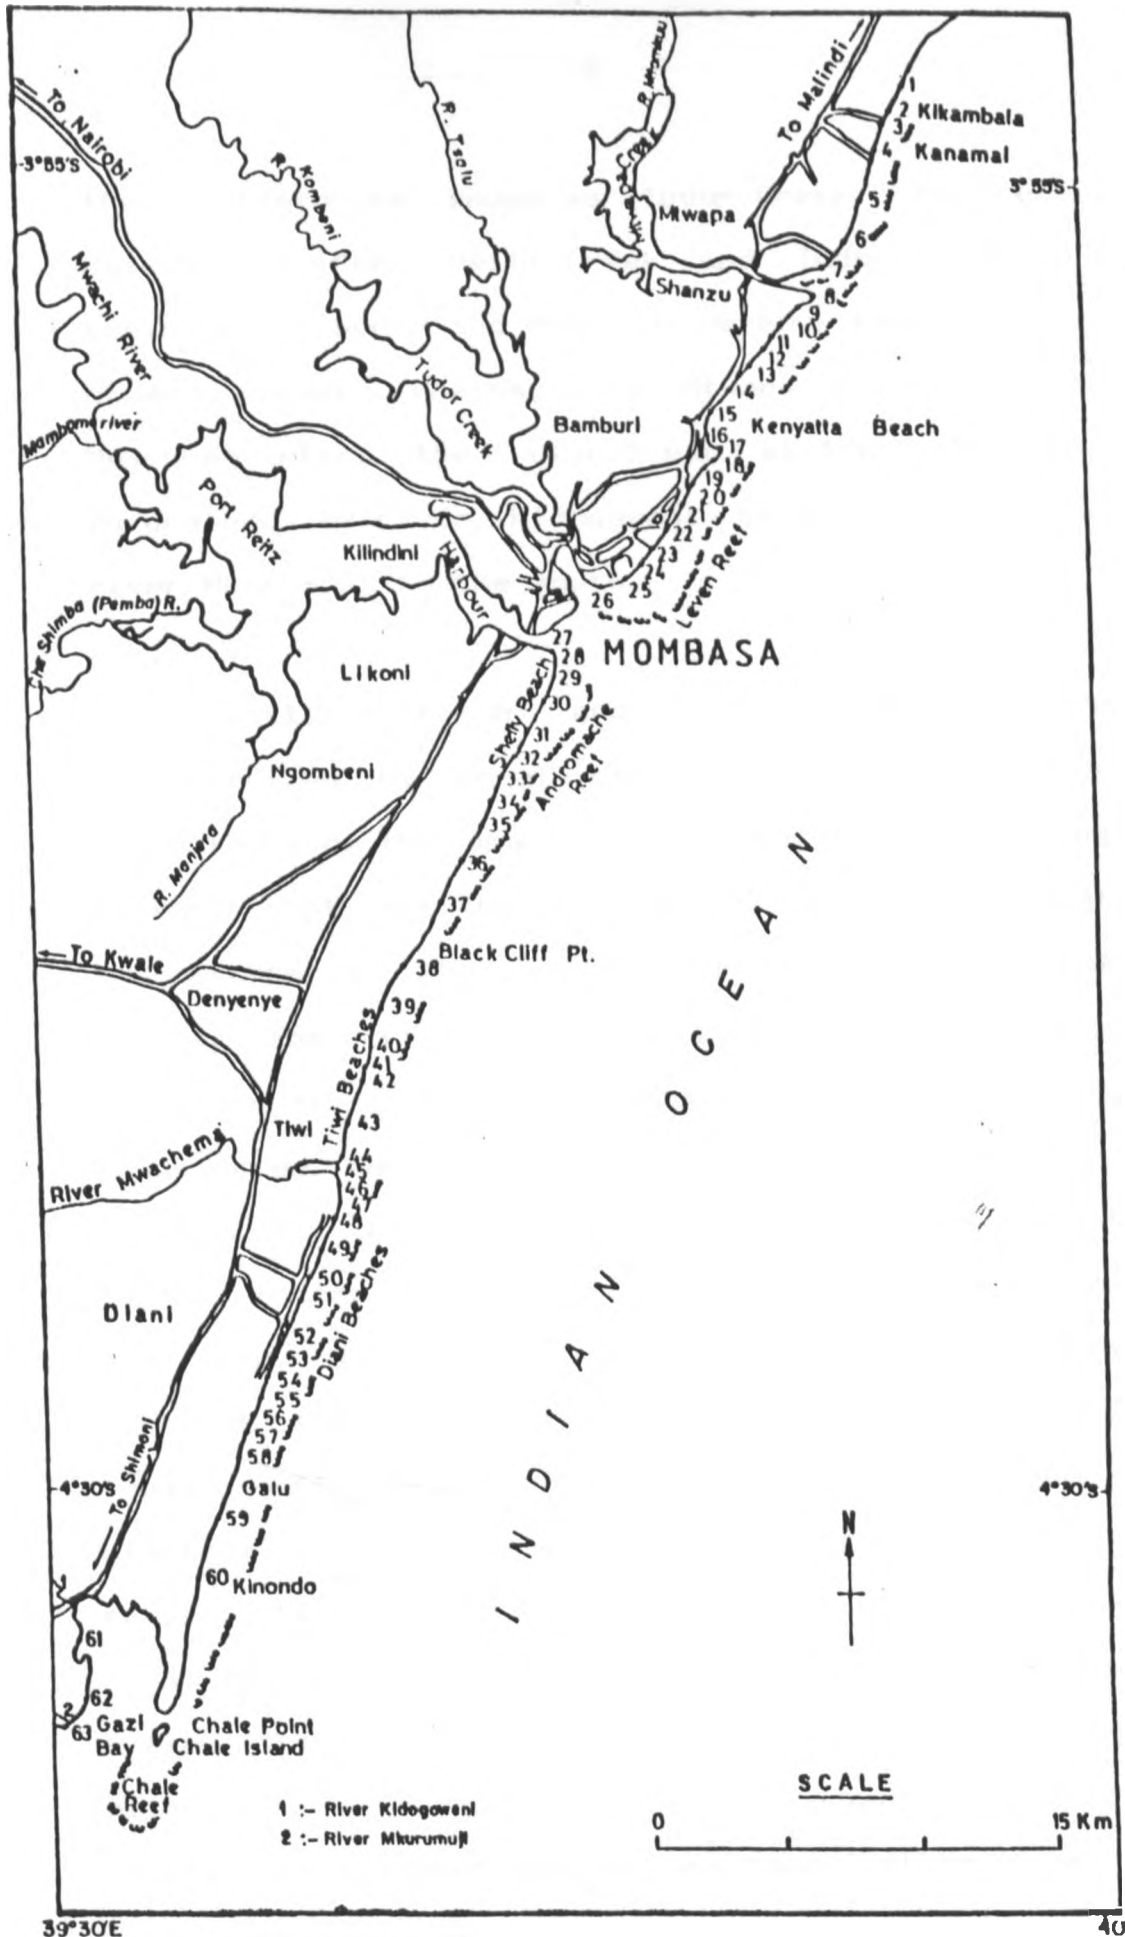 To Nairobi
3°55'S
R. Kombeni
R. Tsalu
To Malindi
1
2
Kikambala
3
4
Kanamai
3°55'S
5
6
Mtwapa
7
Shanzu
8
9
10
11
12
13
14
15
16
17
18
19
20
21
22
23
24
25
26
Mwachi River
Tudor Creek
Bamburi
Kenyatta Beach
Port Reitz
Kilindini
Harbour
Leven Reef
27
MOMBASA
28
29
30
31
32
33
34
35
36
37
Shimba (Pemba) R.
Likoni
Shelly Beach
Andromache
Reef
Ngombeni
R. Manjera
To Kwale
Black Cliff Pt.
38
39
40
41
42
43
44
45
46
47
48
49
50
51
52
53
54
55
56
57
58
Denyenye
Tiwi Beaches
Tiwi
River Mwachema
Diani Beaches
Diani
To Shimoni
4°30'S
Galu
4°30'S
59
60
Kinondo
INDIAN OCEAN
N
61
62
2
63
Gazi
Bay
Chale Point
Chale Island
Chale
Reef
1 :- River Kidogoweni
2 :- River Mkurumuji
SCALE
0
15 Km
39°30'E
40